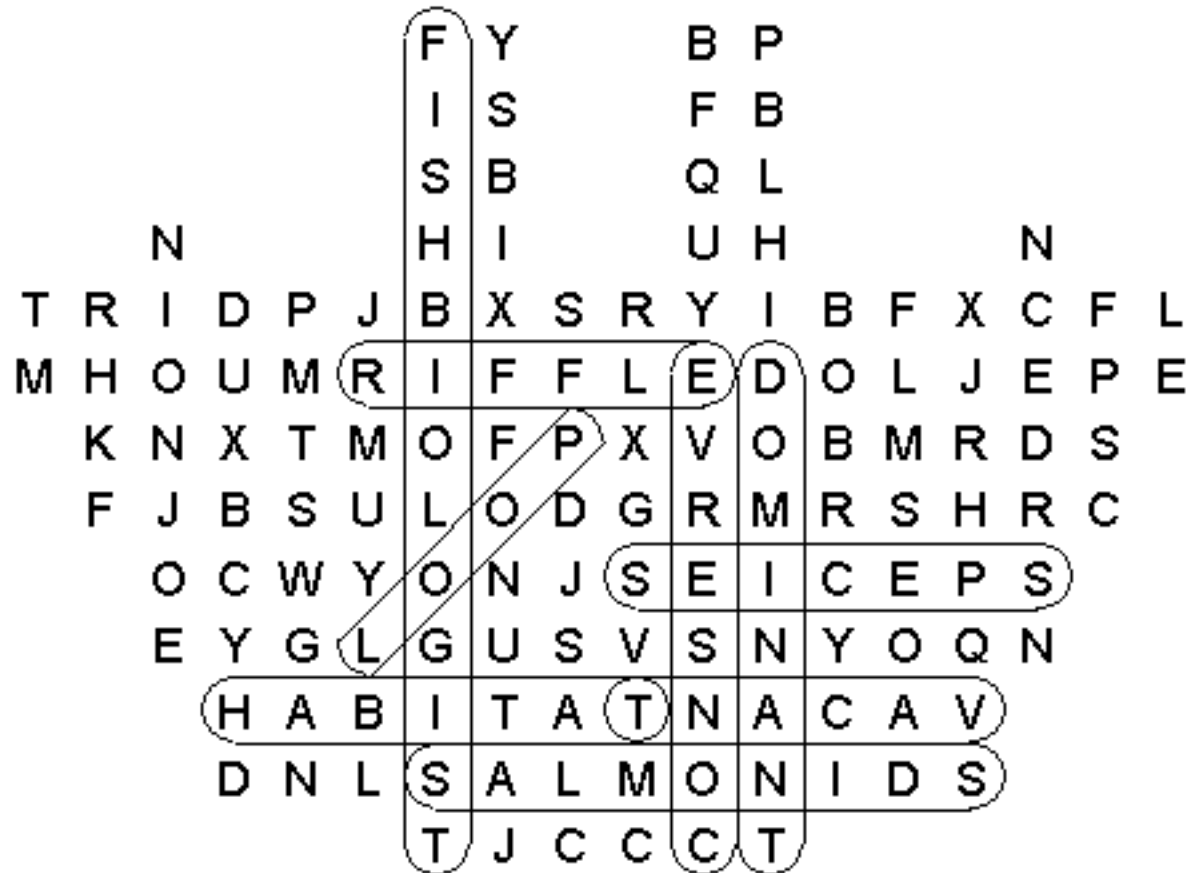 F Y B P
I S F B
S B Q L
N H I U H N
T R I D P J B X S R Y I B F X C F L
M H O U M R I F F L E D O L J E P E
K N X T M O F P X V O B M R D S
F J B S U L O D G R M R S H R C
O C W Y O N J S E I C E P S
E Y G L G U S V S N Y O Q N
H A B I T A T N A C A V
D N L S A L M O N I D S
T J C C C T